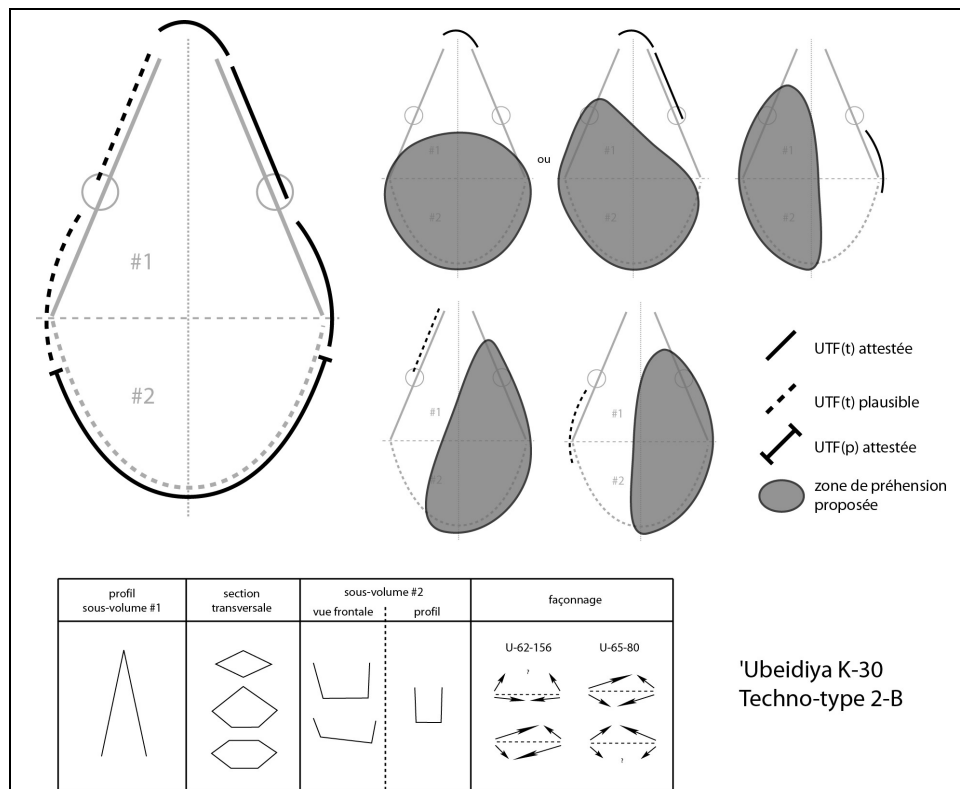 #1
#2
#1
#2
ou
#1
#2
#1
#2
#1
#2
#1
#2
UTF(t) attestée
UTF(t) plausible
UTF(p) attestée
zone de préhension
proposée
profil
sous-volume #1
section
transversale
sous-volume #2
vue frontale
profil
façonnage
U-62-156
U-65-80
?
?
'Ubeidiya K-30
Techno-type 2-B